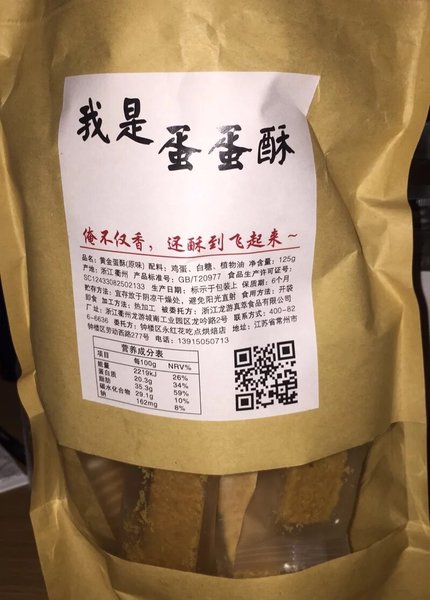 我是
蛋蛋酥
俺不仅香，还酥到飞起来~
品名：黄金蛋酥(原味) 配料：鸡蛋、白糖、植物油 净含量：125g
产地：浙江衢州 产品标准号：GB/T20977 食品生产许可证号：
SC12433082502133 生产日期：标示于包装上 保质期：6个月
贮存方法：宜存放于阴凉干燥处、避免阳光直射 食用方法：开袋
即食 加工方法：热加工 被委托方：浙江龙游真萃食品有限公司
厂 址：浙江衢州龙游城南工业园区龙吟路2号 联系方式：400-82
6-6636 委托方：钟楼区永红花吃点烘焙店 地址：江苏省常州市
钟楼区劳动西路277号 电话：13915050713
营养成分表
项目 每100g NRV%
能量 2219kJ 26%
蛋白质 20.3g 34%
脂肪 35.3g 59%
碳水化合物 29.1g 10%
钠 162mg 8%